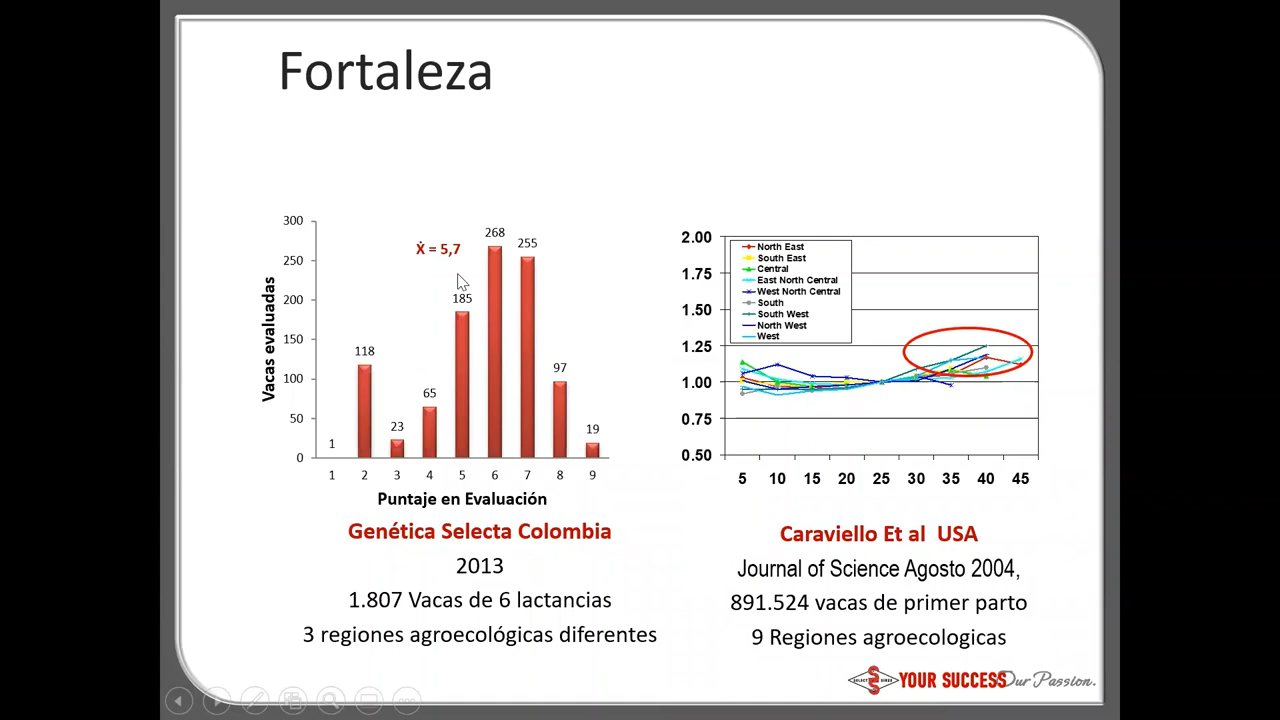 Fortaleza
Vacas evaluadas
300
250
200
150
100
50
0
Ẋ = 5,7
1
118
23
65
185
268
255
97
19
1 2 3 4 5 6 7 8 9
Puntaje en Evaluación
Genética Selecta Colombia
2013
1.807 Vacas de 6 lactancias
3 regiones agroecológicas diferentes
2.00
1.75
1.50
1.25
1.00
0.75
0.50
North East
South East
Central
East North Central
West North Central
South
South West
North West
West
5 10 15 20 25 30 35 40 45
Caraviello Et al USA
Journal of Science Agosto 2004,
891.524 vacas de primer parto
9 Regiones agroecologicas
SELECT SIRES
YOUR SUCCESS Our Passion.